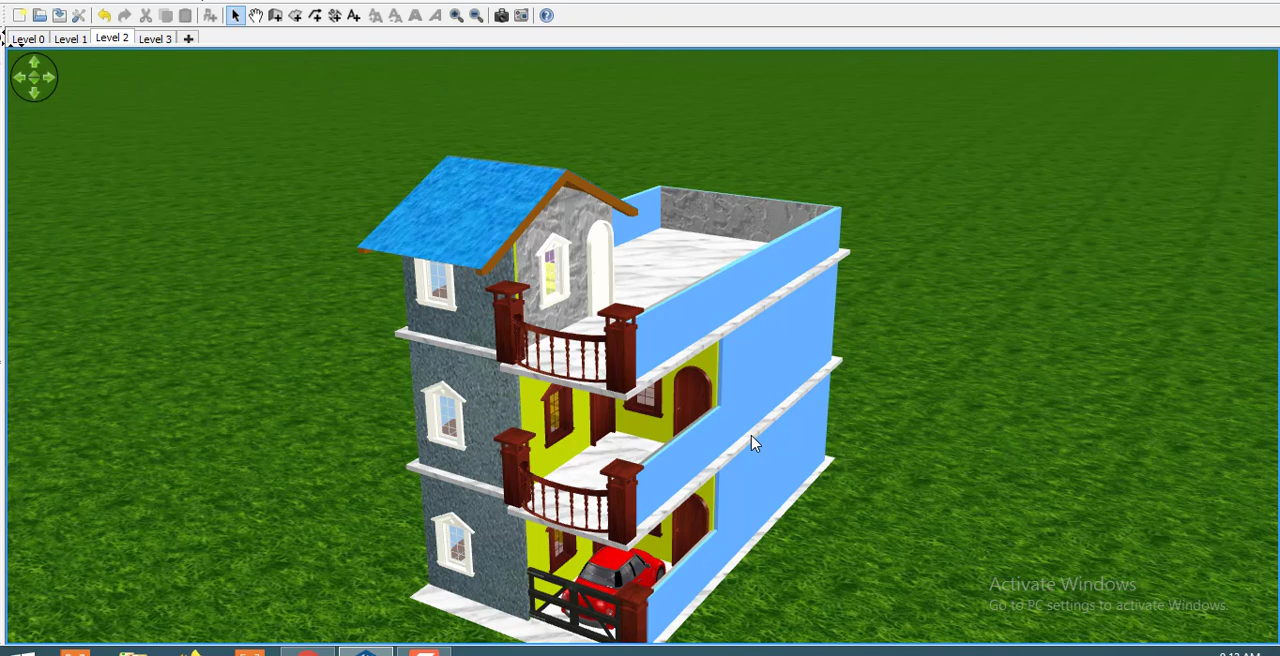 Level 0 Level 1 Level 2 Level 3
Activate Windows
Go to PC settings to activate Windows.